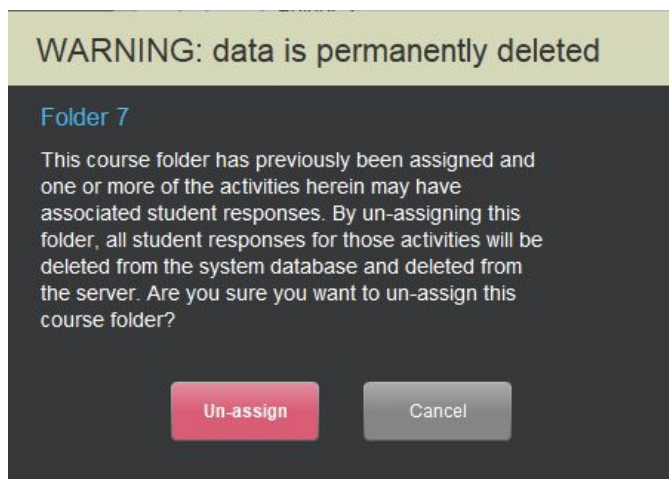 WARNING: data is permanently deleted
Folder 7
This course folder has previously been assigned and
one or more of the activities herein may have
associated student responses. By un-assigning this
folder, all student responses for those activities will be
deleted from the system database and deleted from
the server. Are you sure you want to un-assign this
course folder?
Un-assign Cancel